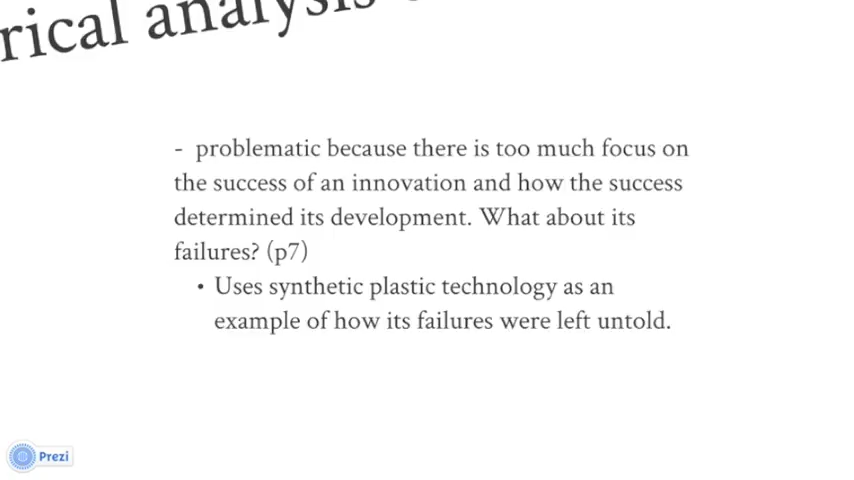 rical analysis
- problematic because there is too much focus on
the success of an innovation and how the success
determined its development. What about its
failures? (p7)
• Uses synthetic plastic technology as an
example of how its failures were left untold.
Prezi